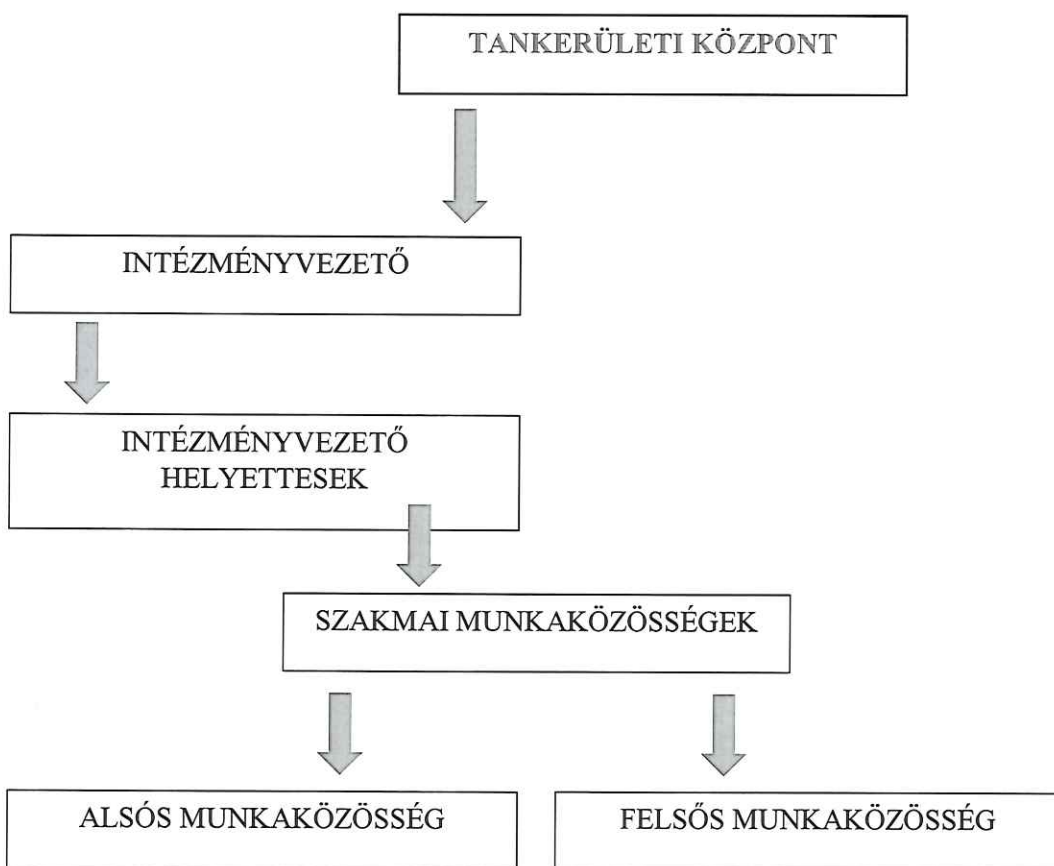 TANKERÜLETI KÖZPONT
INTÉZMÉNYVEZETŐ
INTÉZMÉNYVEZETŐ
HELYETTESEK
SZAKMAI MUNKAKÖZÖSSÉGEK
ALSÓS MUNKAKÖZÖSSÉG
FELSŐS MUNKAKÖZÖSSÉG